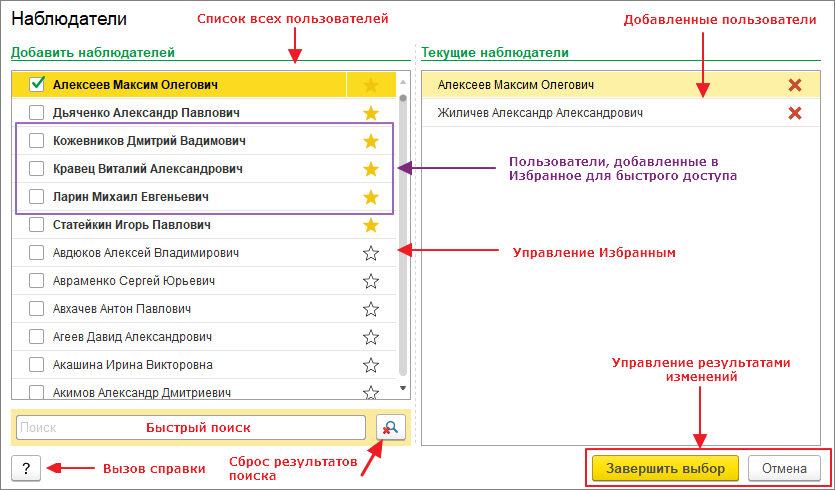 Наблюдатели
Список всех пользователей
Добавленные пользователи
Добавить наблюдателей
Текущие наблюдатели
Алексеев Максим Олегович
Дьяченко Александр Павлович
Кожевников Дмитрий Вадимович
Кравец Виталий Александрович
Ларин Михаил Евгеньевич
Статейкин Игорь Павлович
Авдюков Алексей Владимирович
Авраменко Сергей Юрьевич
Авхачев Антон Павлович
Агеев Давид Александрович
Акашина Ирина Викторовна
Акимов Александр Дмитриевич
Алексеев Максим Олегович
Жиличев Александр Александрович
Пользователи, добавленные в
Избранное для быстрого доступа
Управление Избранным
Управление результатами
изменений
Поиск
Быстрый поиск
?
Вызов справки
Сброс результатов
поиска
Завершить выбор
Отмена